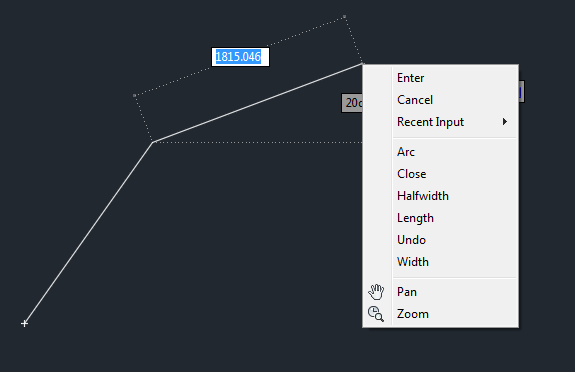 1815.046
Enter
Cancel
Recent Input
Arc
Close
Halfwidth
Length
Undo
Width
Pan
Zoom